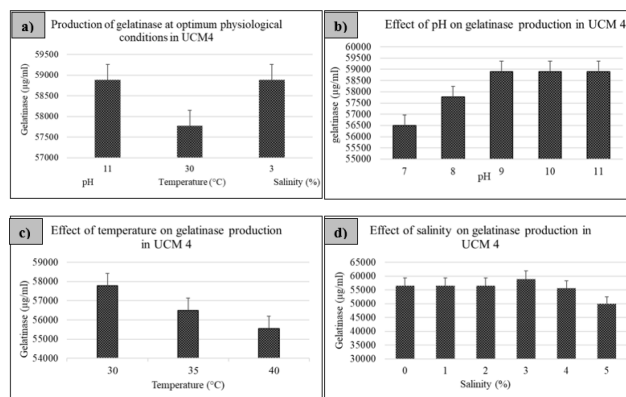 a)
Production of gelatinase at optimum physiological
conditions in UCM4
Gelatinase (µg/ml)
59500
59000
58500
58000
57500
57000
11
30
3
pH
Temperature (°C)
Salinity (%)
b)
Effect of pH on gelatinase production in UCM 4
gelatinase (µg/ml)
60000
59000
58000
57000
56000
55000
7
8
9
10
11
pH
c)
Effect of temperature on gelatinase production
in UCM 4
Gelatinase (µg/ml)
59000
58000
57000
56000
55000
54000
30
35
40
Temperature (°C)
d)
Effect of salinity on gelatinase production in
UCM 4
Gelatinase (µg/ml)
65000
60000
55000
50000
45000
40000
35000
30000
0
1
2
3
4
5
Salinity (%)